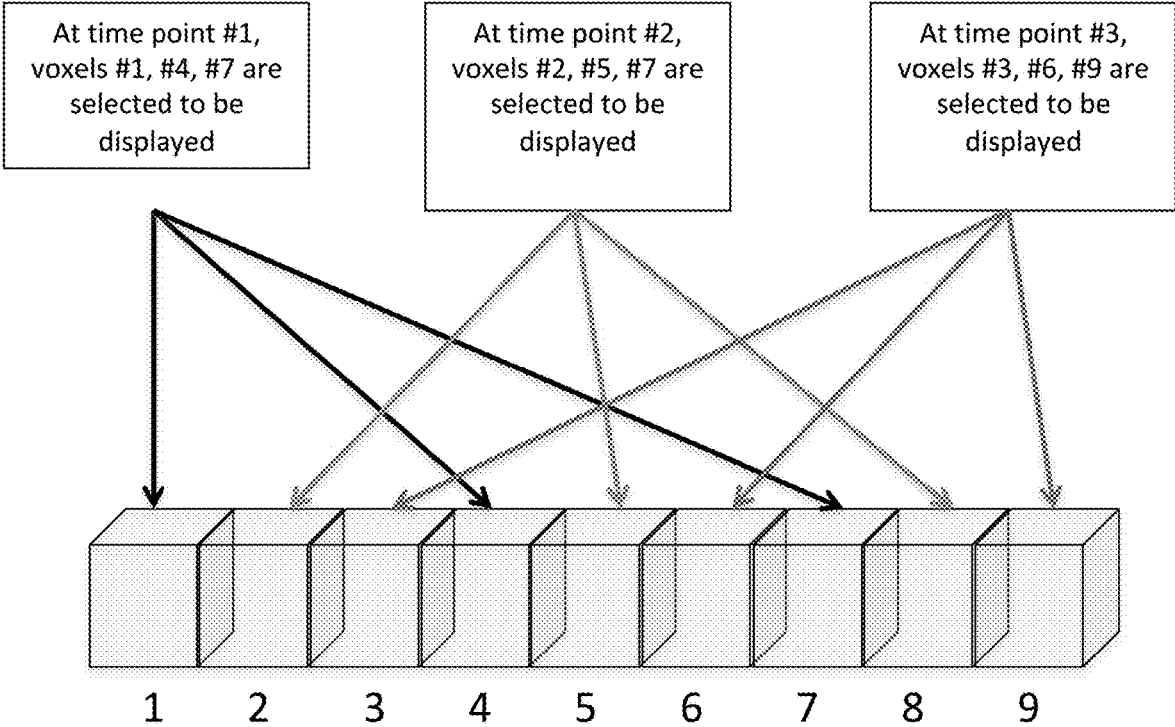 At time point #1,
voxels #1, #4, #7 are
selected to be
displayed
At time point #2,
voxels #2, #5, #7 are
selected to be
displayed
At time point #3,
voxels #3, #6, #9 are
selected to be
displayed
1 2 3 4 5 6 7 8 9